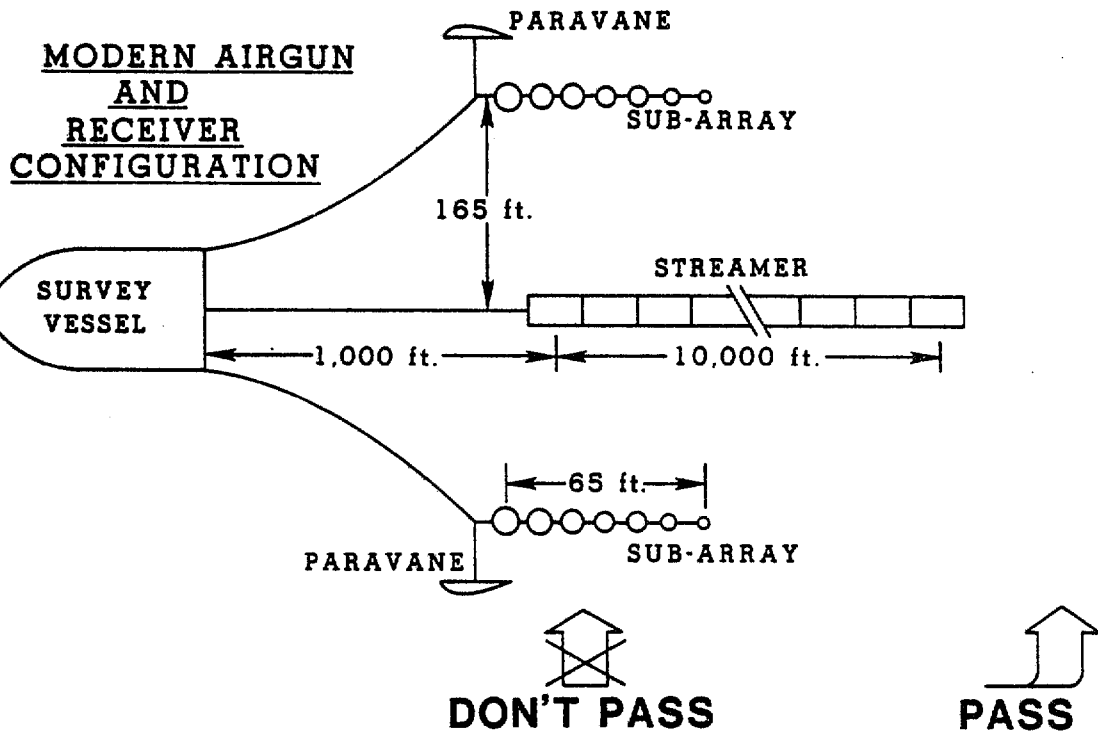 PARAVANE
MODERN AIRGUN
AND
RECEIVER
CONFIGURATION
SUB-ARRAY
165 ft.
STREAMER
SURVEY
VESSEL
1,000 ft.
10,000 ft.
65 ft.
SUB-ARRAY
PARAVANE
DON'T PASS
PASS